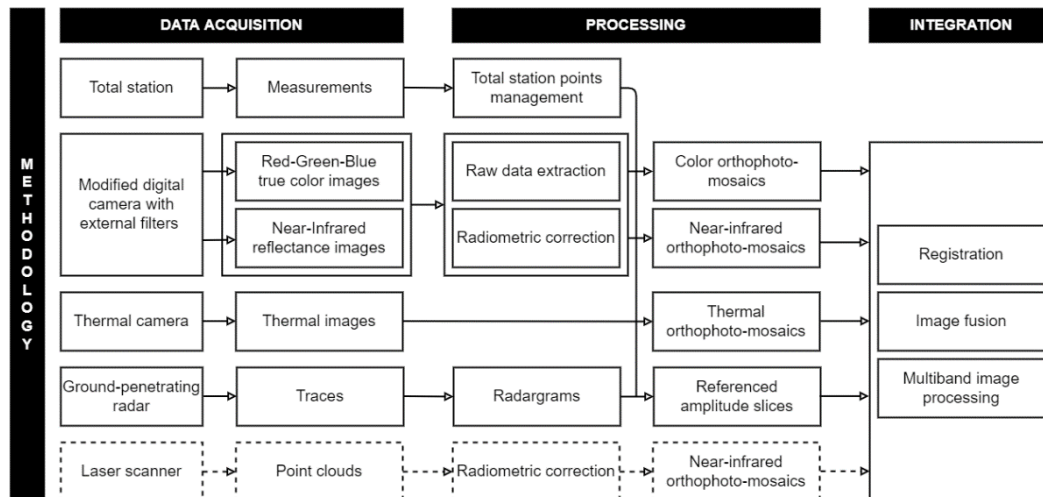 METHODOLOGY
DATA ACQUISITION
PROCESSING
INTEGRATION
Total station
Measurements
Total station points
management
Modified digital
camera with
external filters
Red-Green-Blue
true color images
Near-Infrared
reflectance images
Raw data extraction
Radiometric correction
Color orthophoto-
mosaics
Near-infrared
orthophoto-mosaics
Registration
Image fusion
Multiband image
processing
Thermal camera
Thermal images
Thermal
orthophoto-mosaics
Ground-penetrating
radar
Traces
Radargrams
Referenced
amplitude slices
Laser scanner
Point clouds
Radiometric correction
Near-infrared
orthophoto-mosaics